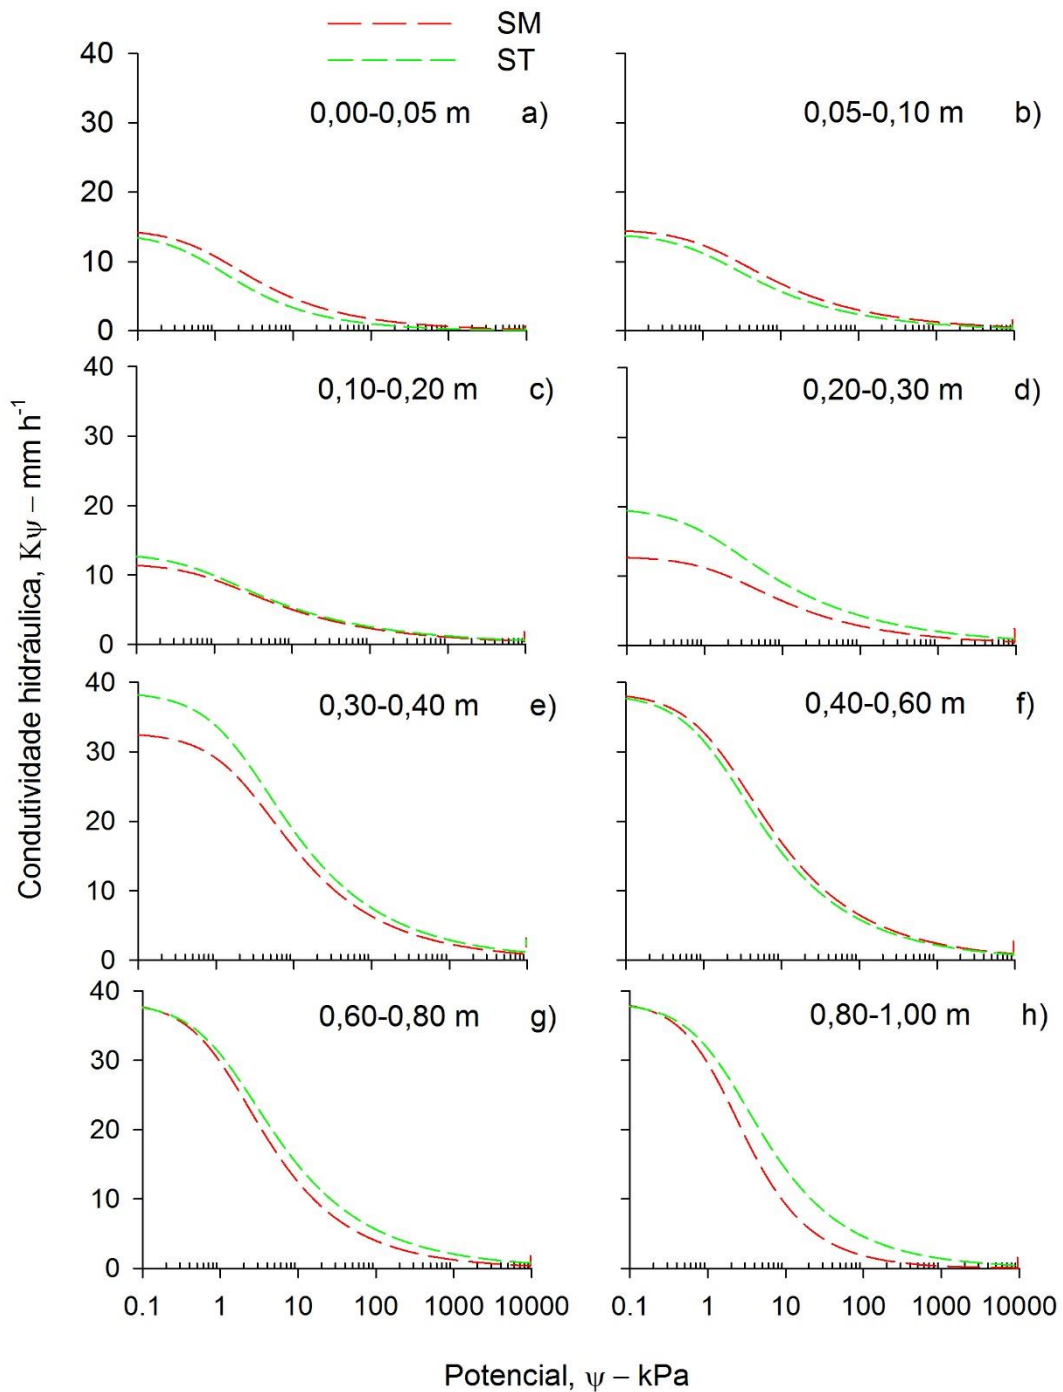 SM
ST
40
30
20
10
0
0,00-0,05 m a)
0,05-0,10 m b)
40
30
20
10
0
0,10-0,20 m c)
0,20-0,30 m d)
40
30
20
10
0
0,30-0,40 m e)
0,40-0,60 m f)
40
30
20
10
0
0,60-0,80 m g)
0,80-1,00 m h)
0.1 1 10 100 1000 10000
0.1 1 10 100 1000 10000
Condutividade hidráulica, Kψ – mm h⁻¹
Potencial, ψ – kPa